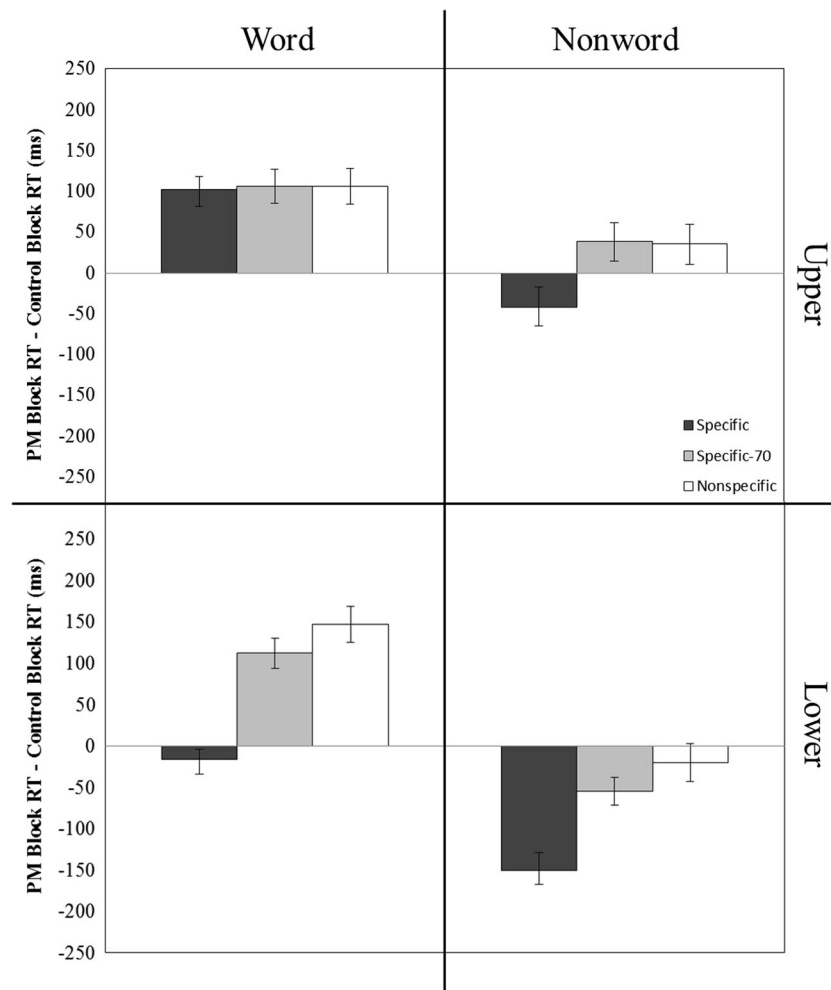 Word
Nonword
PM Block RT - Control Block RT (ms)
250
200
150
100
50
0
-50
-100
-150
-200
-250
Specific
Specific-70
Nonspecific
Upper
PM Block RT - Control Block RT (ms)
250
200
150
100
50
0
-50
-100
-150
-200
-250
Lower